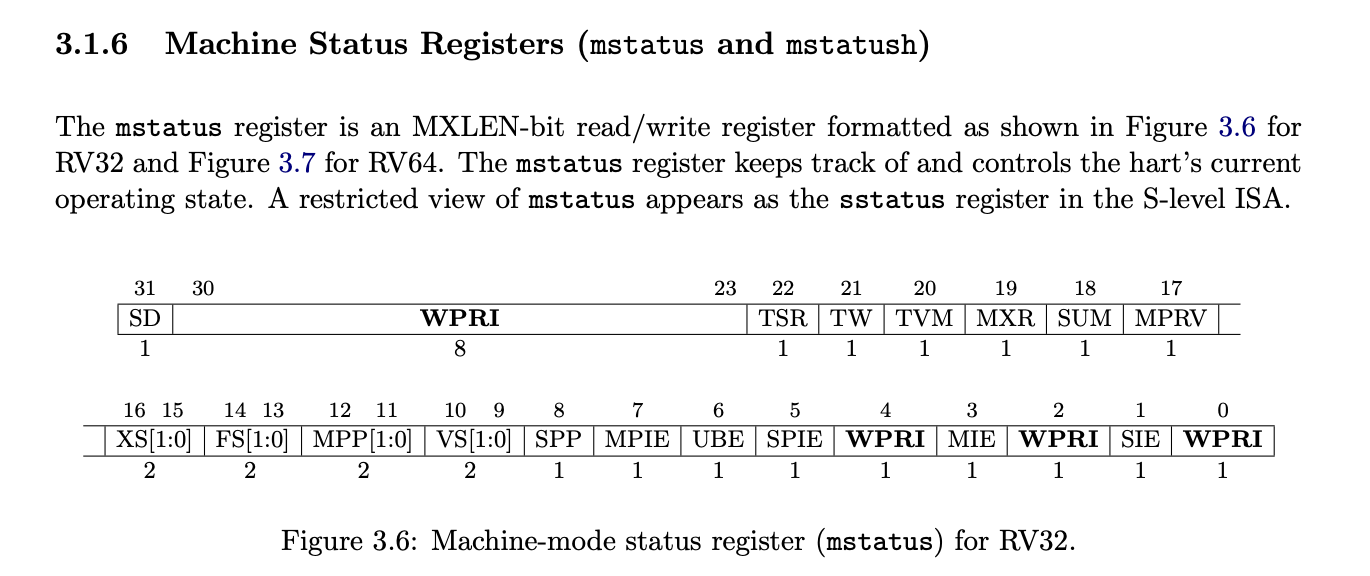 3.1.6 Machine Status Registers (mstatus and mstatush)
The mstatus register is an MXLEN-bit read/write register formatted as shown in Figure 3.6 for
RV32 and Figure 3.7 for RV64. The mstatus register keeps track of and controls the hart's current
operating state. A restricted view of mstatus appears as the sstatus register in the S-level ISA.
31 30 23 22 21 20 19 18 17
SD WPRI TSR TW TVM MXR SUM MPRV
1 8 1 1 1 1 1 1
16 15 14 13 12 11 10 9 8 7 6 5 4 3 2 1 0
XS[1:0] FS[1:0] MPP[1:0] VS[1:0] SPP MPIE UBE SPIE WPRI MIE WPRI SIE WPRI
2 2 2 2 1 1 1 1 1 1 1 1 1
Figure 3.6: Machine-mode status register (mstatus) for RV32.